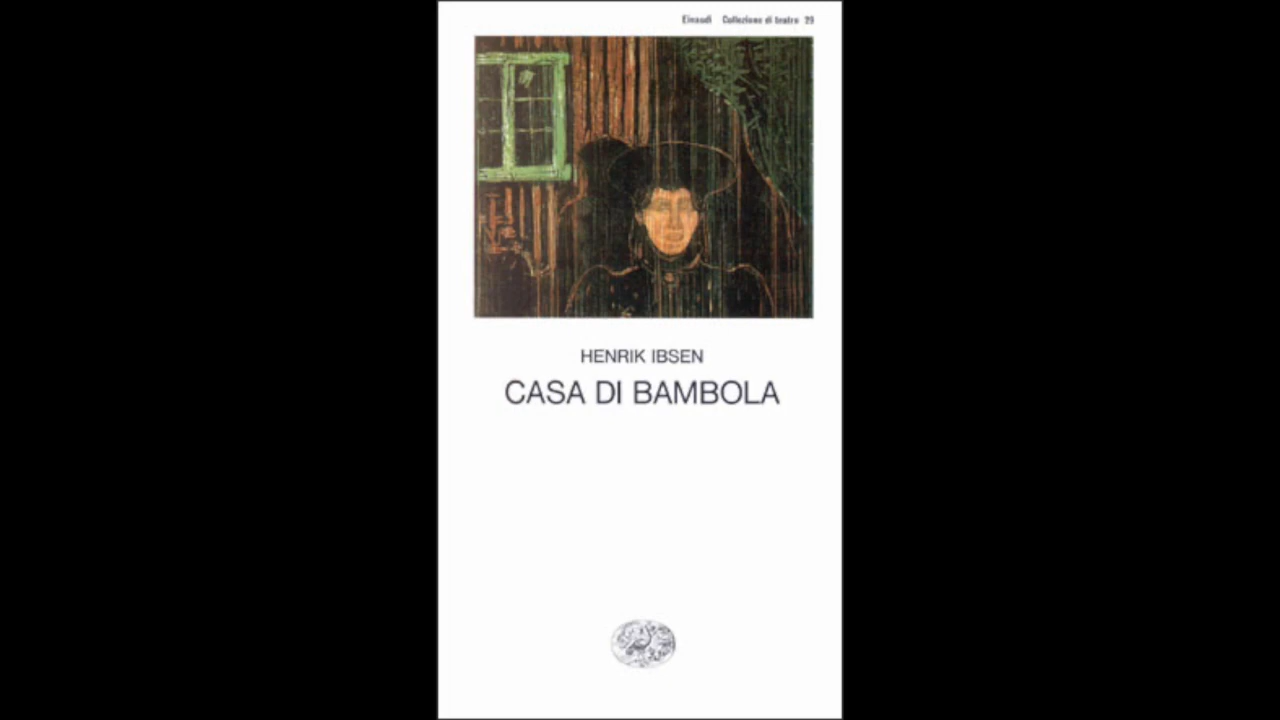 Einaudi Collezione di teatro 29
HENRIK IBSEN
CASA DI BAMBOLA